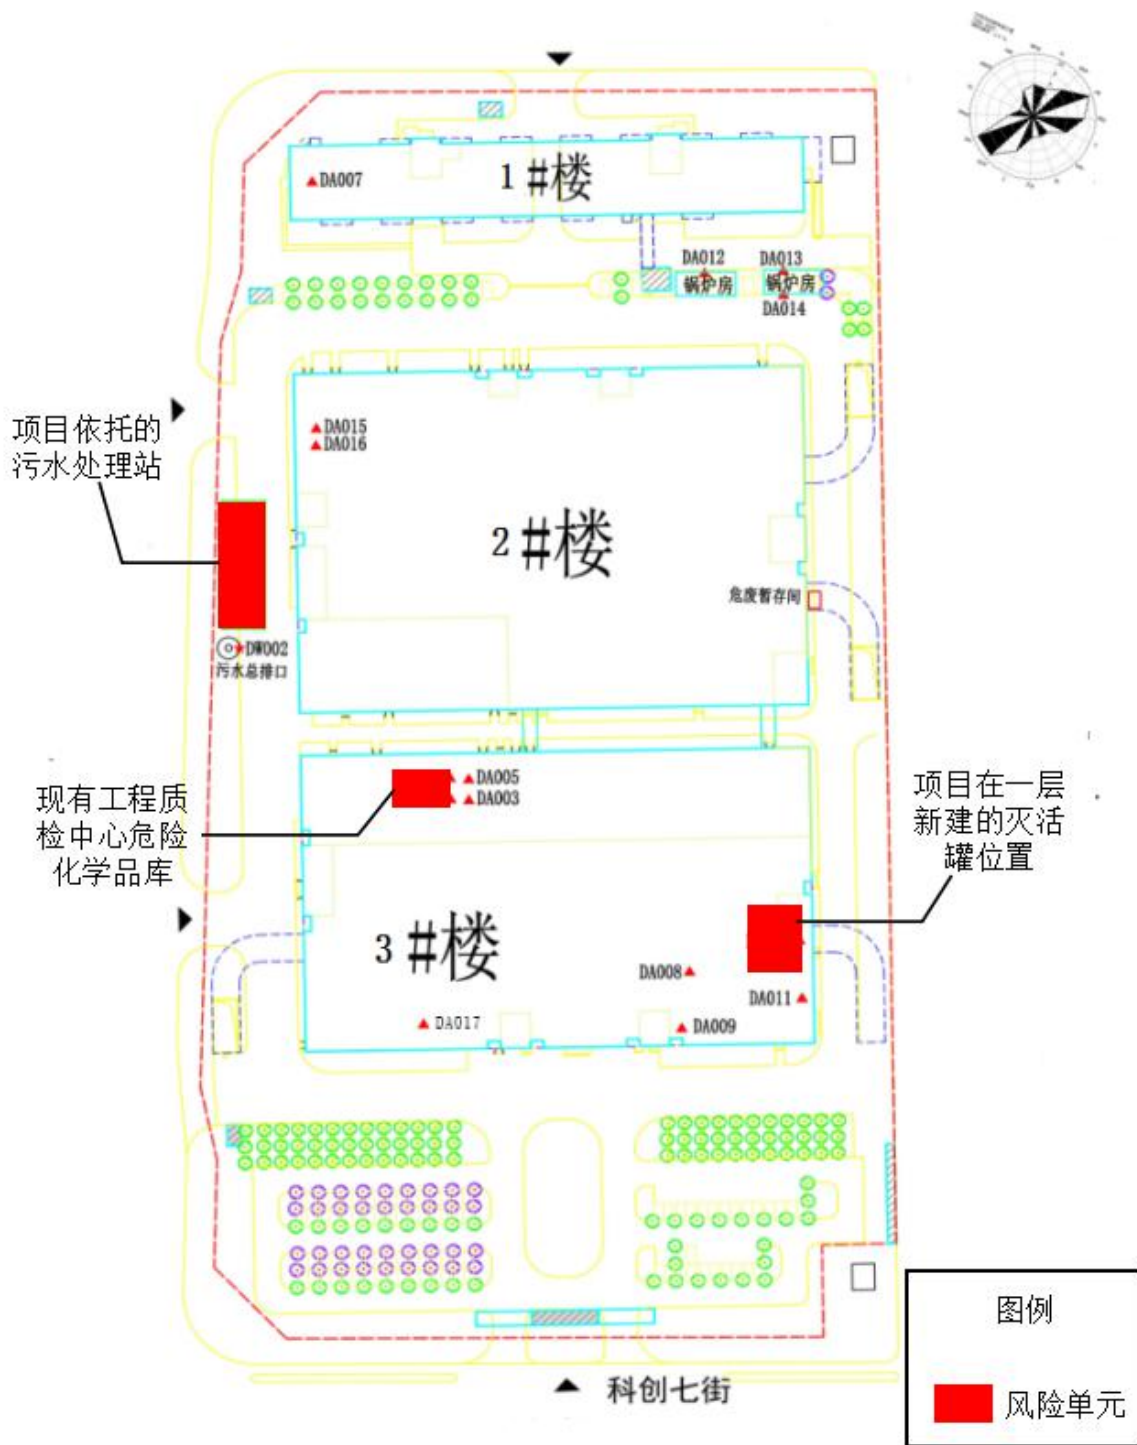 DA007
1#楼
DA012
DA013
锅炉房
锅炉房
DA014
项目依托的
污水处理站
DA015
DA016
2#楼
危废暂存间
DW002
污水总排口
现有工程质
检中心危险
化学品库
DA005
DA003
项目在一层
新建的灭活
罐位置
3#楼
DA008
DA011
DA017
DA009
科创七街
图例
风险单元